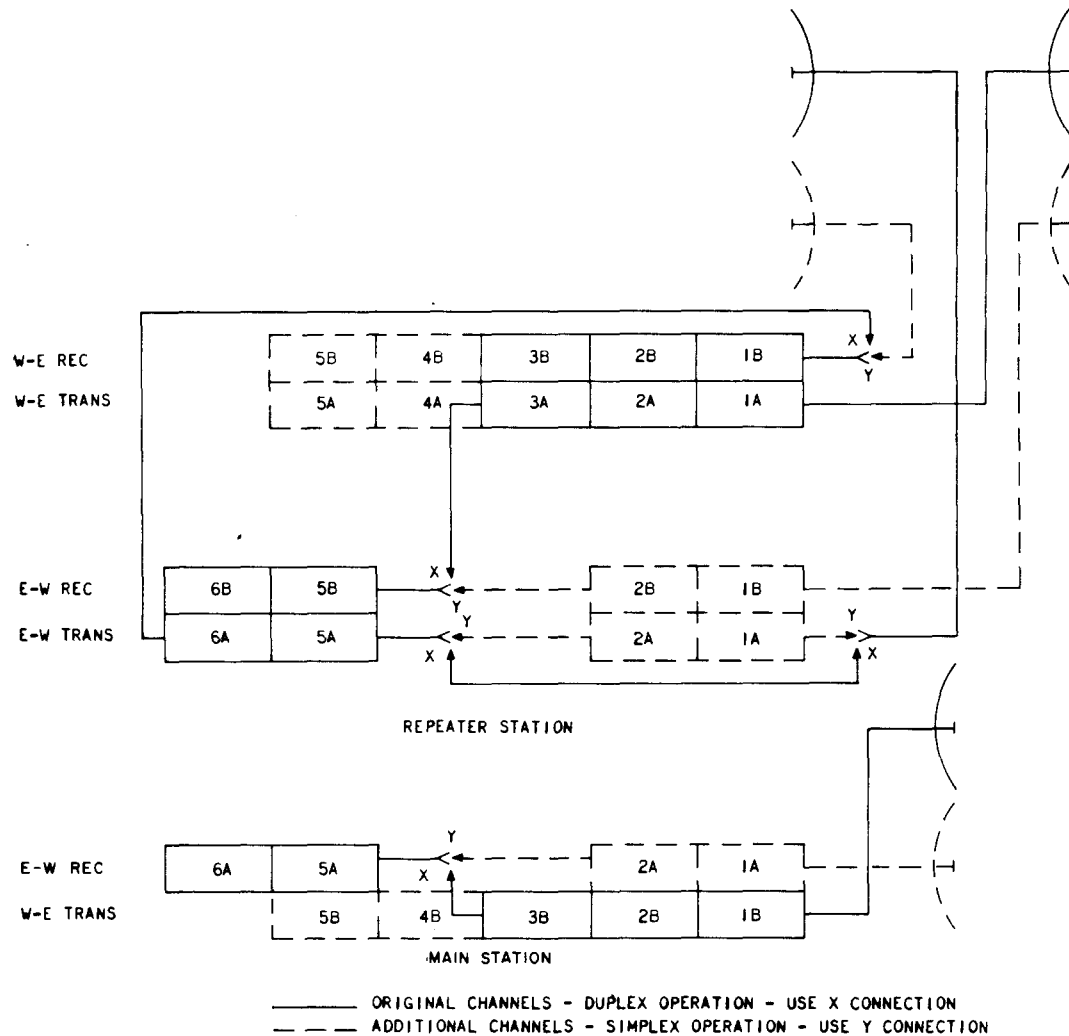 X
W-E REC 5B 4B 3B 2B 1B
Y
W-E TRANS 5A 4A 3A 2A 1A
X
E-W REC 6B 5B 2B 1B
Y
Y Y
E-W TRANS 6A 5A 2A 1A
X X
REPEATER STATION
Y
E-W REC 6A 5A 2A 1A
X
W-E TRANS 5B 4B 3B 2B 1B
MAIN STATION
ORIGINAL CHANNELS - DUPLEX OPERATION - USE X CONNECTION
ADDITIONAL CHANNELS - SIMPLEX OPERATION - USE Y CONNECTION